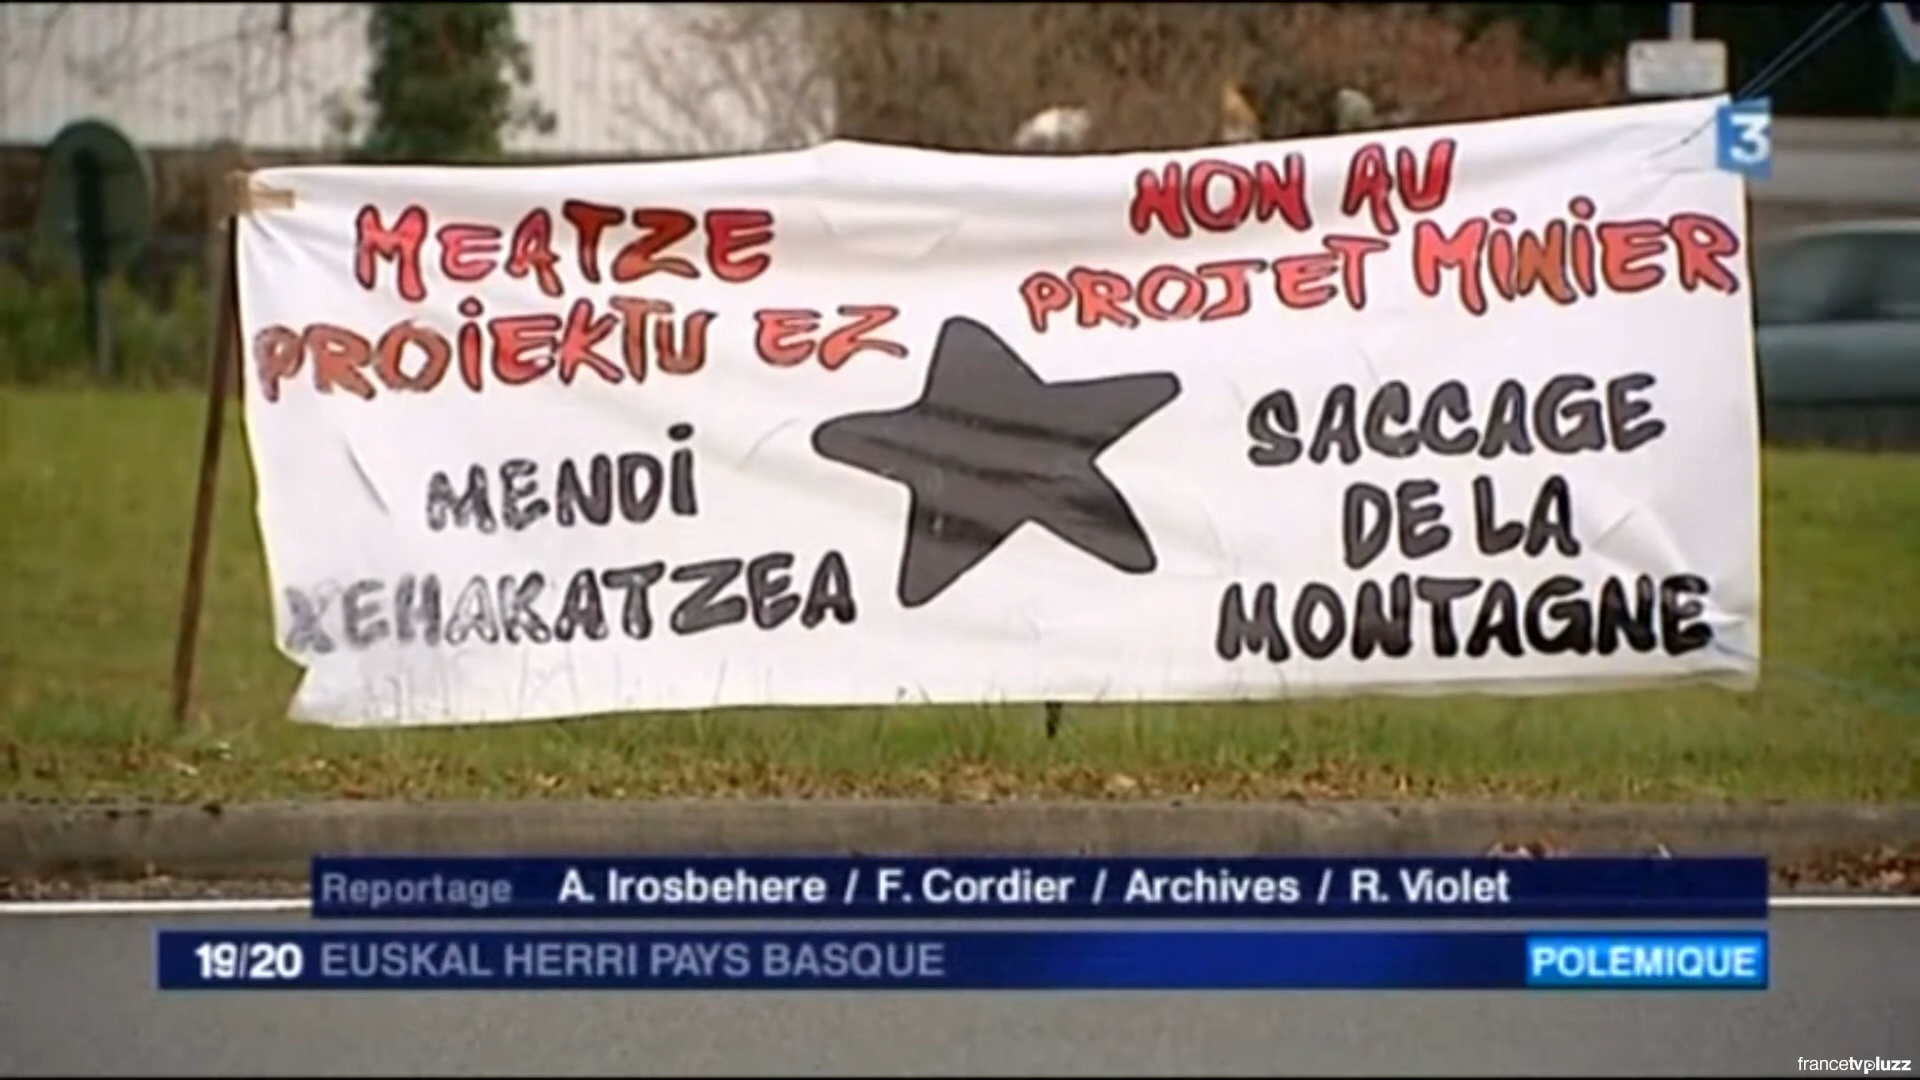 MEATZE
PROiEKTU EZ
MENDi
XEHAKATZEA
NON AU
PROJET MiNiER
SACCAGE
DE LA
MONTAGNE
3
Reportage A. Irosbehere / F. Cordier / Archives / R. Violet
19/20 EUSKAL HERRI PAYS BASQUE POLEMIQUE
francetvpluzz